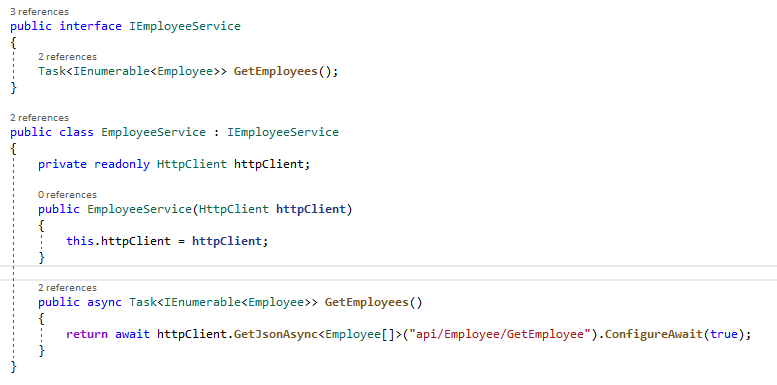 3 references
public interface IEmployeeService
{
2 references
Task<IEnumerable<Employee>> GetEmployees();
}
2 references
public class EmployeeService : IEmployeeService
{
private readonly HttpClient httpClient;
0 references
public EmployeeService(HttpClient httpClient)
{
this.httpClient = httpClient;
}
2 references
public async Task<IEnumerable<Employee>> GetEmployees()
{
return await httpClient.GetJsonAsync<Employee[]>("api/Employee/GetEmployee").ConfigureAwait(true);
}
}